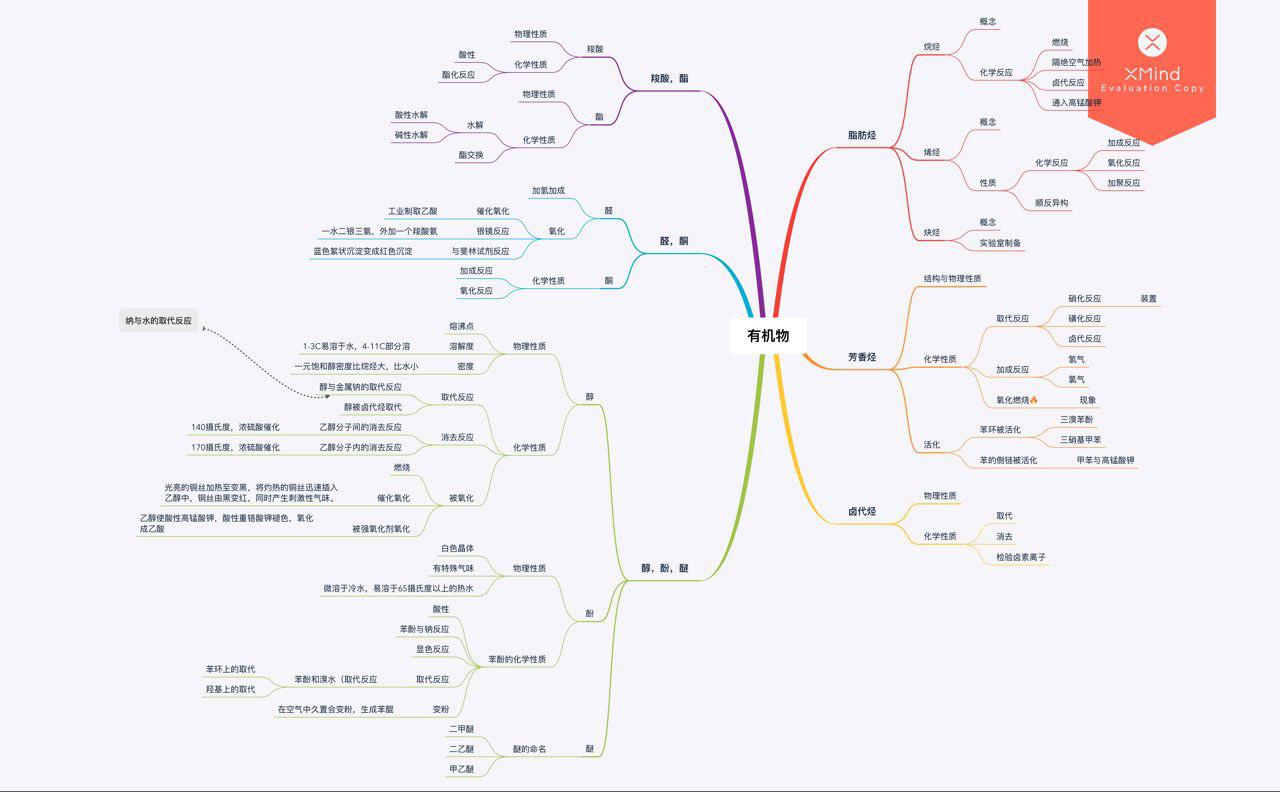 有机物
脂肪烃
烷烃
概念
化学反应
燃烧
隔绝空气加热
卤代反应
通入高锰酸钾
烯烃
概念
性质
化学反应
加成反应
氧化反应
加聚反应
顺反异构
炔烃
概念
实验室制备
芳香烃
结构与物理性质
化学性质
取代反应
硝化反应
装置
磺化反应
卤代反应
加成反应
氢气
氯气
氧化燃烧🔥
现象
活化
苯环被活化
三溴苯酚
三硝基甲苯
苯的侧链被活化
甲苯与高锰酸钾
卤代烃
物理性质
化学性质
取代
消去
检验卤素离子
羧酸，酯
羧酸
物理性质
化学性质
酸性
酯化反应
酯
物理性质
化学性质
水解
酸性水解
碱性水解
酯交换
醛，酮
醛
加氢加成
氧化
催化氧化
工业制取乙酸
银镜反应
一水二银三氨，外加一个羧酸氨
与斐林试剂反应
蓝色絮状沉淀变成红色沉淀
酮
化学性质
加成反应
氧化反应
醇，酚，醚
醇
物理性质
熔沸点
溶解度
1-3C易溶于水，4-11C部分溶
密度
一元饱和醇密度比烷烃大，比水小
化学性质
取代反应
醇与金属钠的取代反应
钠与水的取代反应
醇被卤代烃取代
消去反应
乙醇分子间的消去反应
140摄氏度，浓硫酸催化
乙醇分子内的消去反应
170摄氏度，浓硫酸催化
被氧化
燃烧
催化氧化
光亮的铜丝加热至变黑，将灼热的铜丝迅速插入
乙醇中，铜丝由黑变红，同时产生刺激性气味。
被强氧化剂氧化
乙醇使酸性高锰酸钾，酸性重铬酸钾褪色，氧化
成乙酸
酚
物理性质
白色晶体
有特殊气味
微溶于冷水，易溶于65摄氏度以上的热水
苯酚的化学性质
酸性
苯酚与钠反应
显色反应
取代反应
苯酚和溴水（取代反应
苯环上的取代
羟基上的取代
变粉
在空气中久置会变粉，生成苯醌
醚
醚的命名
二甲醚
二乙醚
甲乙醚
XMind
Evaluation Copy